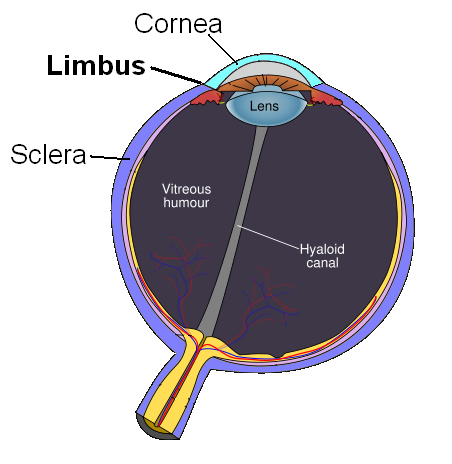 Cornea
Limbus
Lens
Sclera
Vitreous
humour
Hyaloid
canal